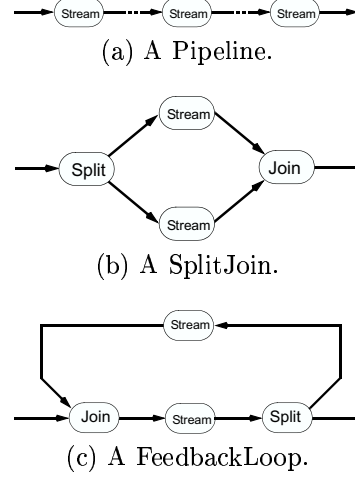 Stream Stream Stream
(a) A Pipeline.
Stream
Split Join
Stream
(b) A SplitJoin.
Stream
Join Stream Split
(c) A FeedbackLoop.